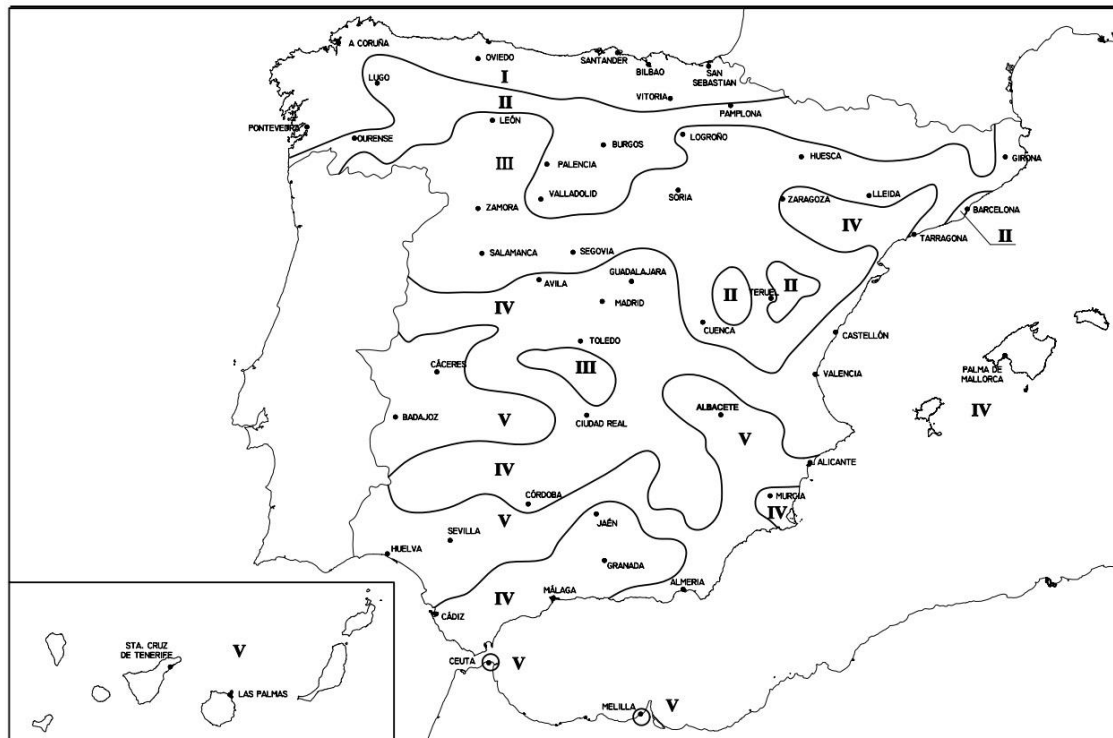 A CORUÑA
OVIEDO
SANTANDER
BILBAO
SAN
SEBASTIAN
LUGO
I
VITORIA
II
PAMPLONA
PONTEVEDRA
LEÓN
OURENSE
BURGOS
LOGROÑO
III
PALENCIA
HUESCA
GIRONA
VALLADOLID
SORIA
ZARAGOZA
LLEIDA
ZAMORA
BARCELONA
IV
TARRAGONA
II
SALAMANCA
SEGOVIA
AVILA
GUADALAJARA
IV
MADRID
II
TERUEL
II
CUENCA
TOLEDO
CASTELLÓN
CÁCERES
III
VALENCIA
PALMA DE
MALLORCA
IV
BADAJOZ
V
CIUDAD REAL
ALBACETE
V
IV
ALICANTE
CÓRDOBA
MURCIA
IV
V
JAÉN
SEVILLA
HUELVA
GRANADA
IV
MÁLAGA
ALMERIA
CÁDIZ
STA. CRUZ
DE TENERIFE
V
LAS PALMAS
CEUTA
V
MELILLA
V